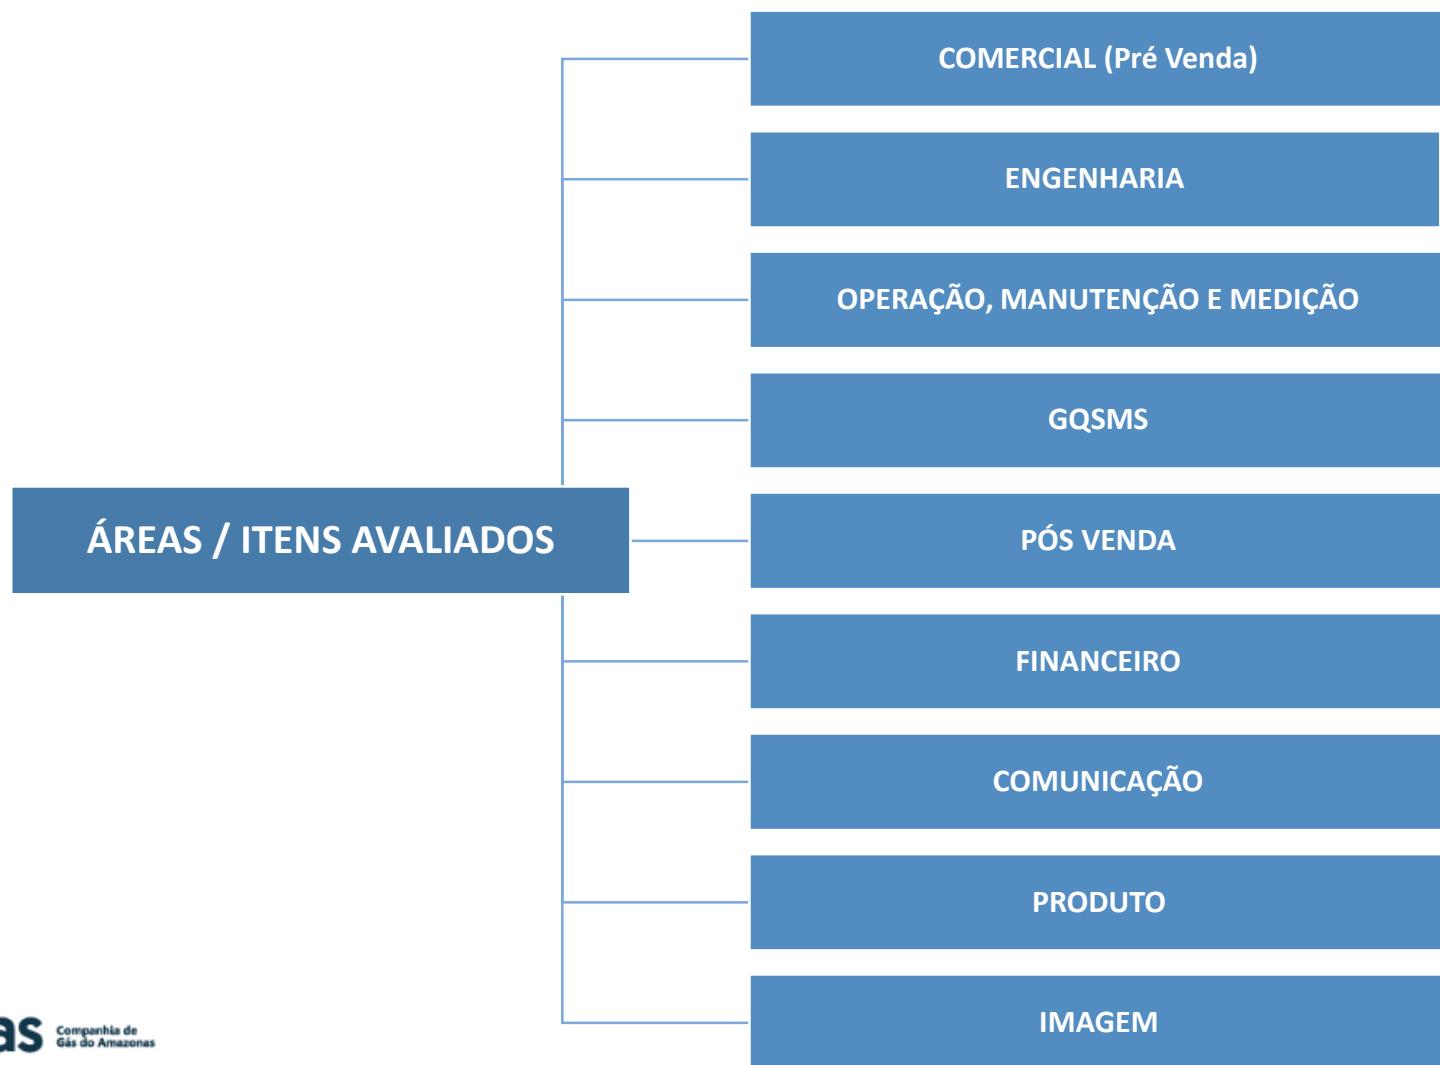 COMERCIAL (Pré Venda)
ENGENHARIA
OPERAÇÃO, MANUTENÇÃO E MEDIÇÃO
GQSMS
ÁREAS / ITENS AVALIADOS
PÓS VENDA
FINANCEIRO
COMUNICAÇÃO
PRODUTO
IMAGEM
as
Companhia de
Gás do Amazonas